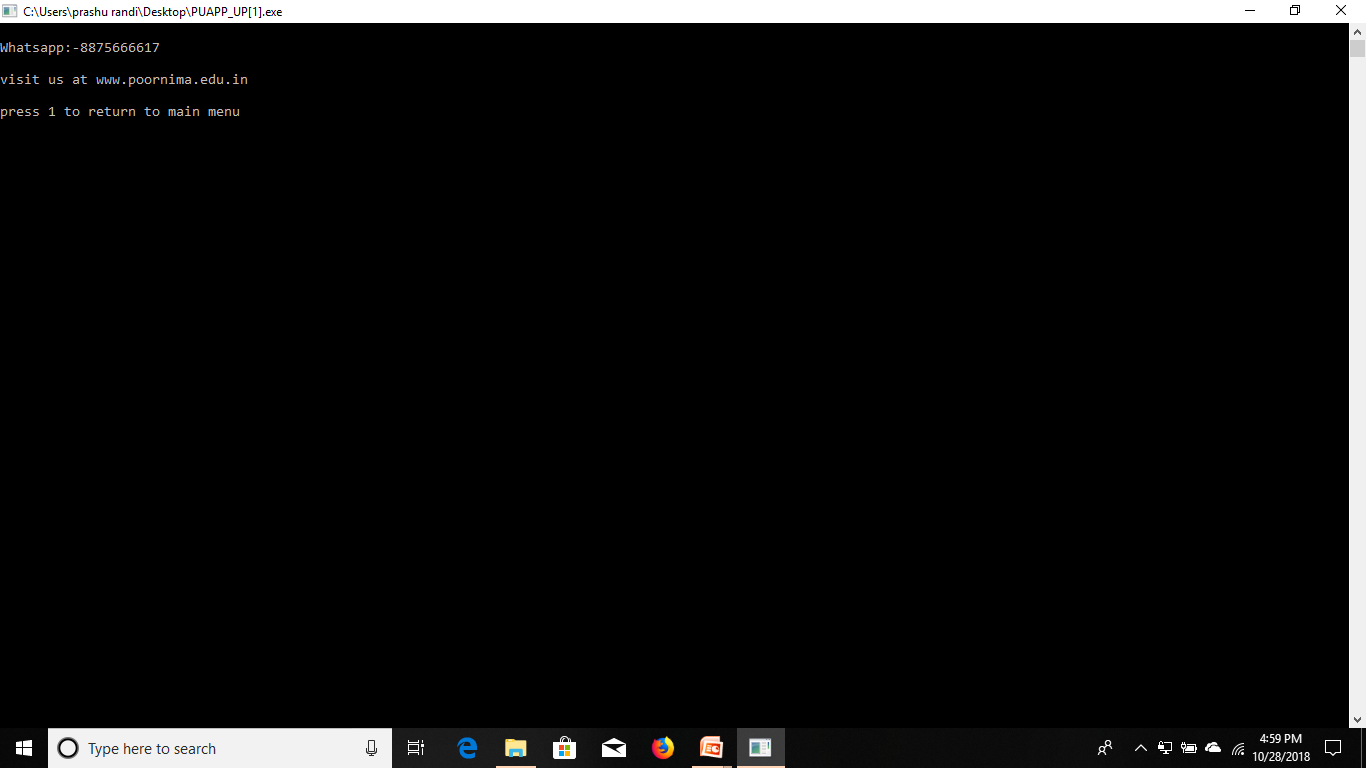 C:\Users\prashu randi\Desktop\PUAPP_UP[1].exe
Whatsapp:-8875666617
visit us at www.poornima.edu.in
press 1 to return to main menu
Type here to search
4:59 PM
10/28/2018